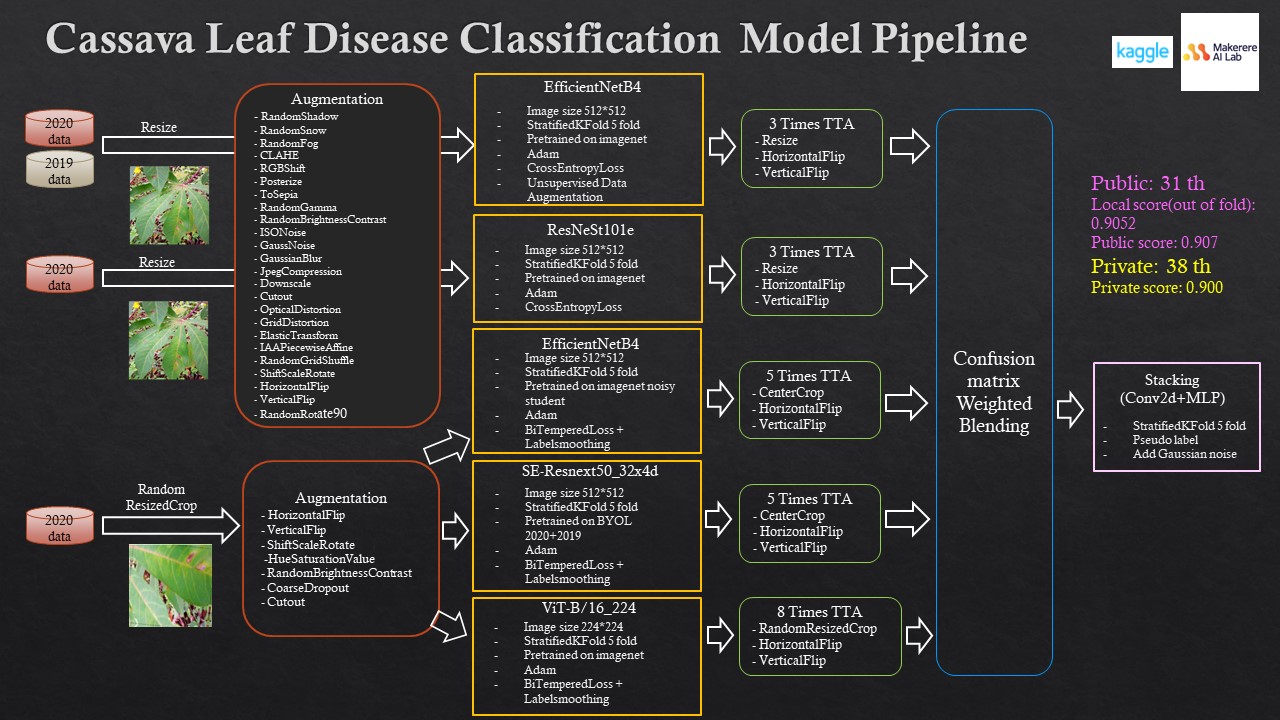 Cassava Leaf Disease Classification Model Pipeline
kaggle
Makerere
AI Lab
2020
data
2019
data
Resize
2020
data
Resize
2020
data
Random
ResizedCrop
Augmentation
- RandomShadow
- RandomSnow
- RandomFog
- CLAHE
- RGBShift
- Posterize
- ToSepia
- RandomGamma
- RandomBrightnessContrast
- ISONoise
- GaussNoise
- GaussianBlur
- JpegCompression
- Downscale
- Cutout
- OpticalDistortion
- GridDistortion
- ElasticTransform
- IAAPiecewiseAffine
- RandomGridShuffle
- ShiftScaleRotate
- HorizontalFlip
- VerticalFlip
- RandomRotate90
Augmentation
- HorizontalFlip
- VerticalFlip
- ShiftScaleRotate
-HueSaturationValue
- RandomBrightnessContrast
- CoarseDropout
- Cutout
EfficientNetB4
- Image size 512*512
- StratifiedKFold 5 fold
- Pretrained on imagenet
- Adam
- CrossEntropyLoss
- Unsupervised Data
Augmentation
ResNeSt101e
- Image size 512*512
- StratifiedKFold 5 fold
- Pretrained on imagenet
- Adam
- CrossEntropyLoss
EfficientNetB4
- Image size 512*512
- StratifiedKFold 5 fold
- Pretrained on imagenet noisy
student
- Adam
- BiTemperedLoss +
Labelsmoothing
SE-Resnext50_32x4d
- Image size 512*512
- StratifiedKFold 5 fold
- Pretrained on BYOL
2020+2019
- Adam
- BiTemperedLoss +
Labelsmoothing
ViT-B/16_224
- Image size 224*224
- StratifiedKFold 5 fold
- Pretrained on imagenet
- Adam
- BiTemperedLoss +
Labelsmoothing
3 Times TTA
- Resize
- HorizontalFlip
- VerticalFlip
3 Times TTA
- Resize
- HorizontalFlip
- VerticalFlip
5 Times TTA
- CenterCrop
- HorizontalFlip
- VerticalFlip
5 Times TTA
- CenterCrop
- HorizontalFlip
- VerticalFlip
8 Times TTA
- RandomResizedCrop
- HorizontalFlip
- VerticalFlip
Confusion
matrix
Weighted
Blending
Public: 31 th
Local score(out of fold):
0.9052
Public score: 0.907
Private: 38 th
Private score: 0.900
Stacking
(Conv2d+MLP)
- StratifiedKFold 5 fold
- Pseudo label
- Add Gaussian noise